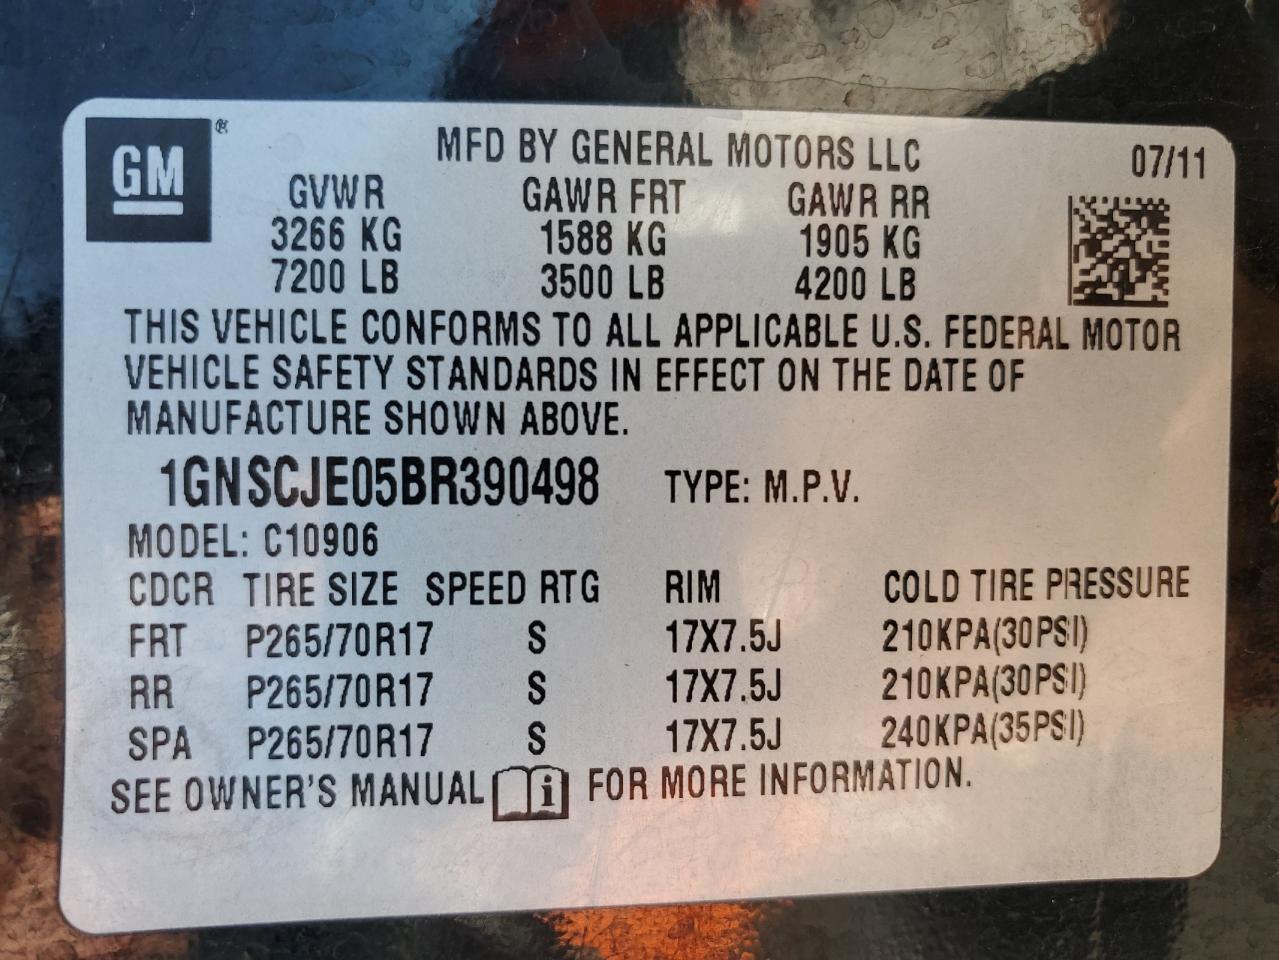 GM ®
MFD BY GENERAL MOTORS LLC 07/11
GVWR GAWR FRT GAWR RR
3266 KG 1588 KG 1905 KG
7200 LB 3500 LB 4200 LB
THIS VEHICLE CONFORMS TO ALL APPLICABLE U.S. FEDERAL MOTOR
VEHICLE SAFETY STANDARDS IN EFFECT ON THE DATE OF
MANUFACTURE SHOWN ABOVE.
1GNSCJE05BR390498 TYPE: M.P.V.
MODEL: C10906
CDCR TIRE SIZE SPEED RTG RIM COLD TIRE PRESSURE
FRT P265/70R17 S 17X7.5J 210KPA(30PSI)
RR P265/70R17 S 17X7.5J 210KPA(30PSI)
SPA P265/70R17 S 17X7.5J 240KPA(35PSI)
SEE OWNER'S MANUAL i FOR MORE INFORMATION.